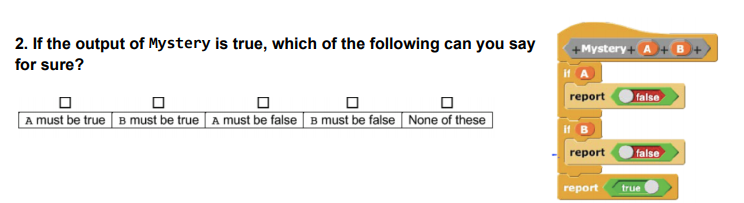 2. If the output of Mystery is true, which of the following can you say
for sure?
A must be true B must be true A must be false B must be false None of these
+Mystery+ A + B +
if A
report false
if B
report false
report true